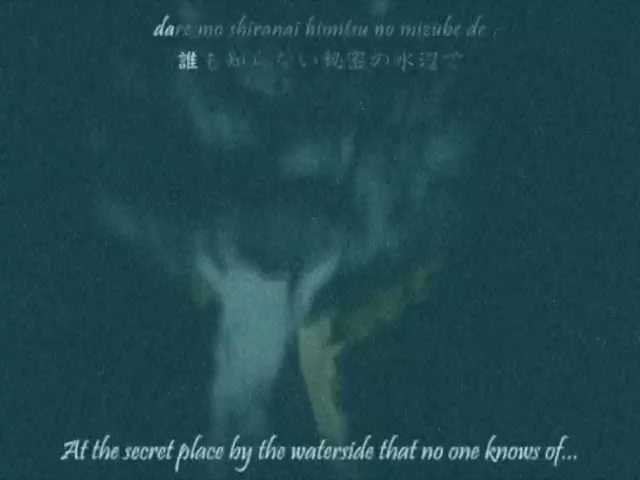 dare mo shiranai himitsu no mizube de
誰も知らない秘密の水辺で
At the secret place by the waterside that no one knows of...